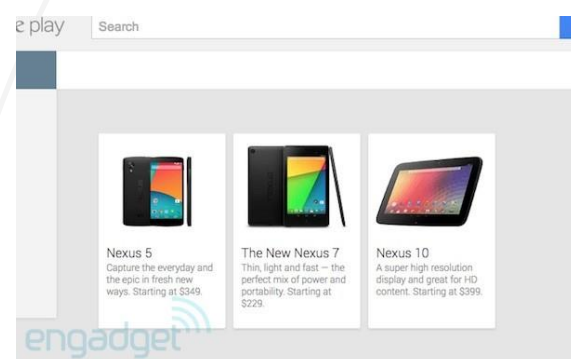 e play
Search
Nexus 5
Capture the everyday and
the epic in fresh new
ways. Starting at $349.
The New Nexus 7
Thin, light and fast — the
perfect mix of power and
portability. Starting at
$229.
Nexus 10
A super high resolution
display and great for HD
content. Starting at $399.
engadget